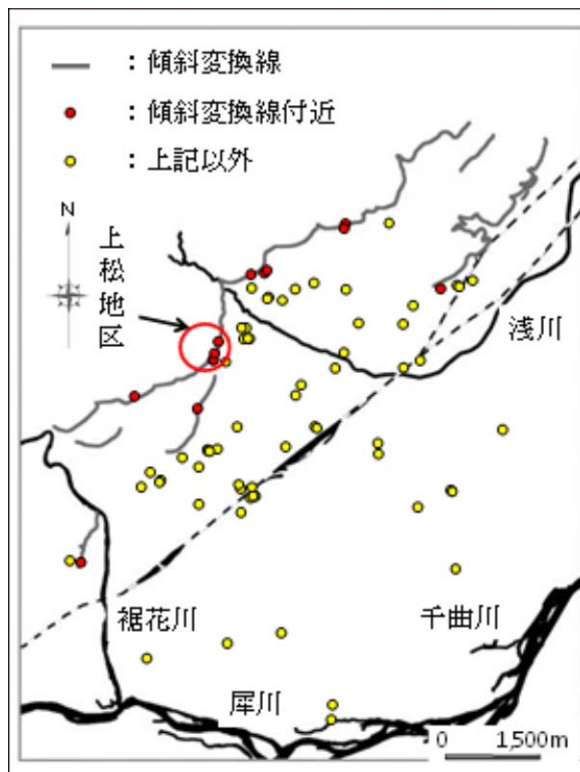 ：傾斜変換線
：傾斜変換線付近
：上記以外
N
上松地区
浅川
裾花川
千曲川
犀川
0 1,500m